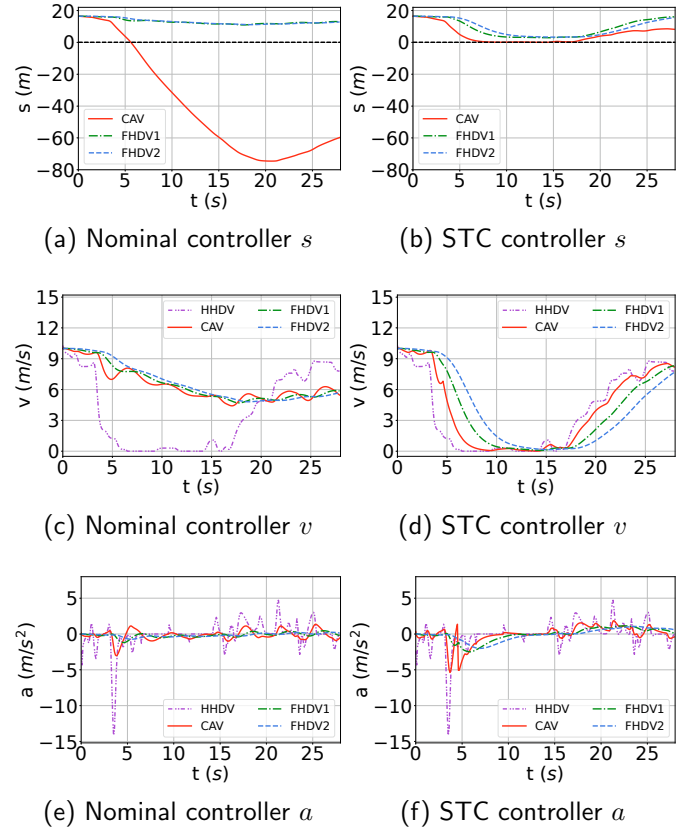 20
0
−20
−40
−60
−80
s (m)
CAV
FHDV1
FHDV2
0 5 10 15 20 25
t (s)
(a) Nominal controller s
20
0
−20
−40
−60
−80
s (m)
CAV
FHDV1
FHDV2
0 5 10 15 20 25
t (s)
(b) STC controller s
15
12
9
6
3
0
v (m/s)
HHDV FHDV1
CAV FHDV2
0 5 10 15 20 25
t (s)
(c) Nominal controller v
15
12
9
6
3
0
v (m/s)
HHDV FHDV1
CAV FHDV2
0 5 10 15 20 25
t (s)
(d) STC controller v
5
0
−5
−10
−15
a (m/s²)
HHDV FHDV1
CAV FHDV2
0 5 10 15 20 25
t (s)
(e) Nominal controller a
5
0
−5
−10
−15
a (m/s²)
HHDV FHDV1
CAV FHDV2
0 5 10 15 20 25
t (s)
(f) STC controller a